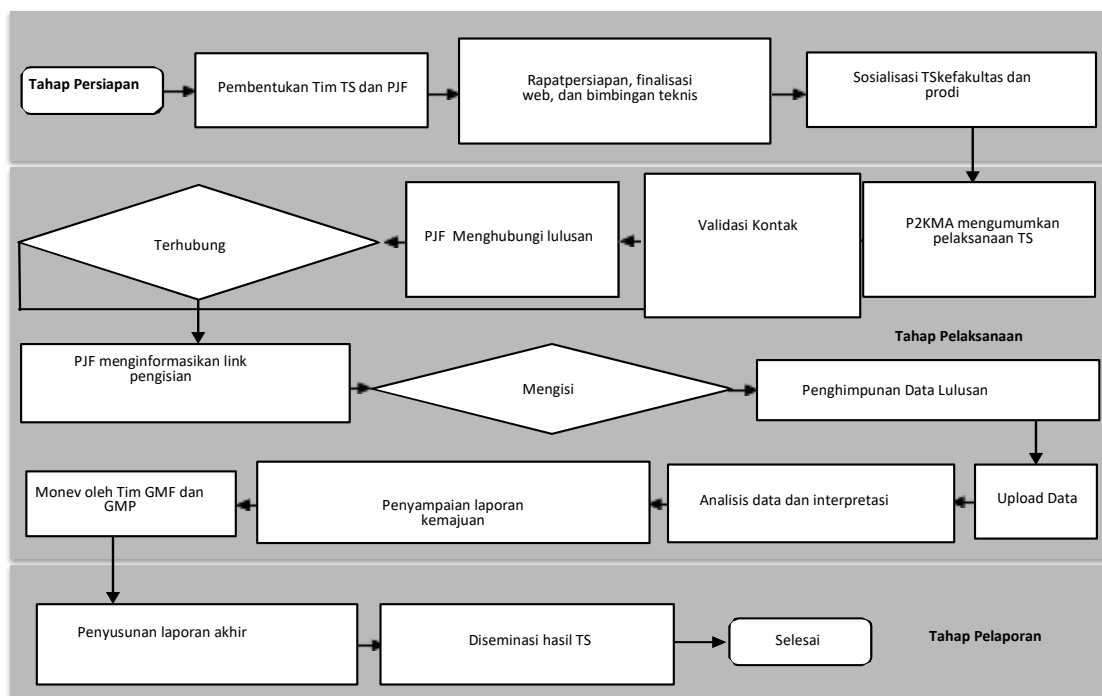 Tahap Persiapan
Pembentukan Tim TS dan PJF
Rapatpersiapan, finalisasi
web, dan bimbingan teknis
Sosialisasi TSkefakultas dan
prodi
P2KMA mengumumkan
pelaksanaan TS
Validasi Kontak
PJF Menghubungi lulusan
Terhubung
Tahap Pelaksanaan
PJF menginformasikan link
pengisian
Mengisi
Penghimpunan Data Lulusan
Upload Data
Analisis data dan interpretasi
Penyampaian laporan
kemajuan
Monev oleh Tim GMF dan
GMP
Penyusunan laporan akhir
Diseminasi hasil TS
Selesai
Tahap Pelaporan